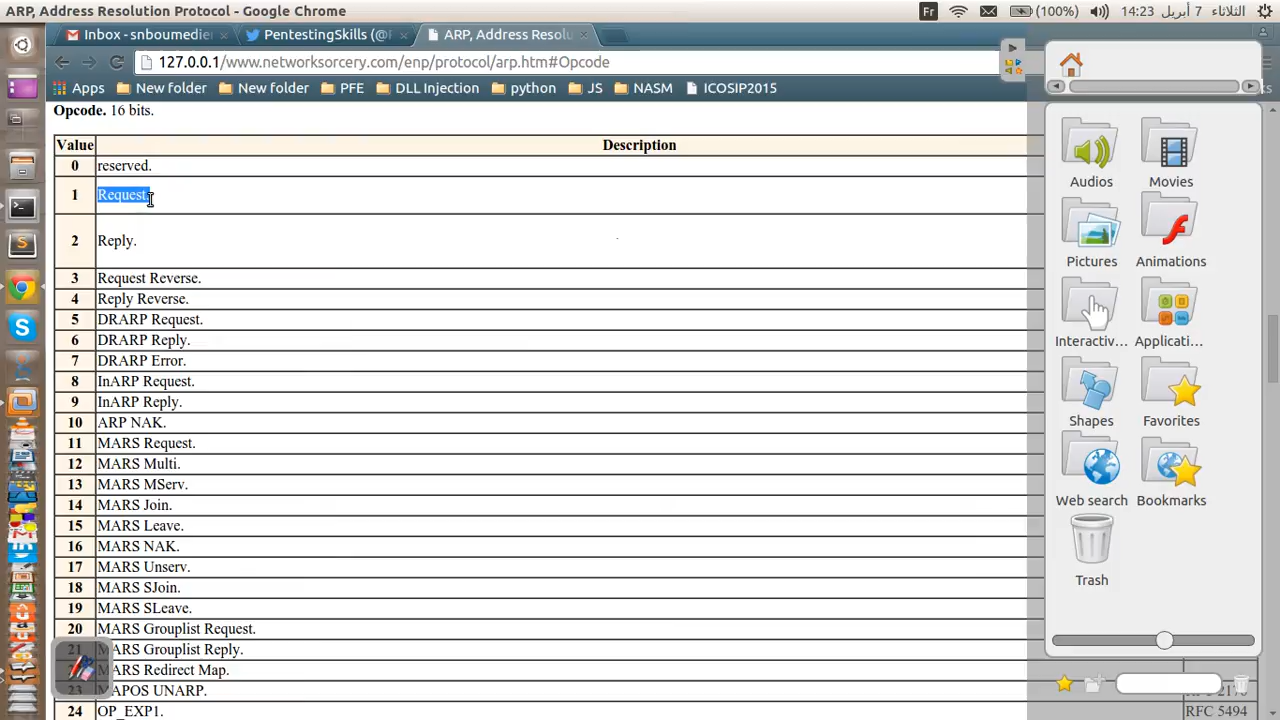 ARP, Address Resolution Protocol - Google Chrome
Fr (100%) 14:23 الثلاثاء 7 أبريل
Inbox - snboumedien × PentestingSkills (@ × ARP, Address Resolu ×
127.0.0.1/www.networksorcery.com/enp/protocol/arp.htm#Opcode
Apps New folder New folder PFE DLL Injection python JS NASM ICOSIP2015
Opcode. 16 bits.
Value Description
0 reserved.
1 Request.
2 Reply.
3 Request Reverse.
4 Reply Reverse.
5 DRARP Request.
6 DRARP Reply.
7 DRARP Error.
8 InARP Request.
9 InARP Reply.
10 ARP NAK.
11 MARS Request.
12 MARS Multi.
13 MARS MServ.
14 MARS Join.
15 MARS Leave.
16 MARS NAK.
17 MARS Unserv.
18 MARS SJoin.
19 MARS SLeave.
20 MARS Grouplist Request.
21 MARS Grouplist Reply.
MARS Redirect Map.
23 MAPOS UNARP.
24 OP_EXP1. RFC 5494
Audios Movies
Pictures Animations
Interactiv... Applicati...
Shapes Favorites
Web search Bookmarks
Trash